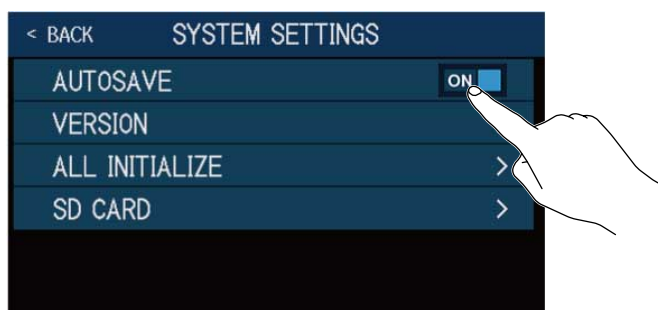 < BACK SYSTEM SETTINGS
AUTOSAVE ON
VERSION
ALL INITIALIZE >
SD CARD >